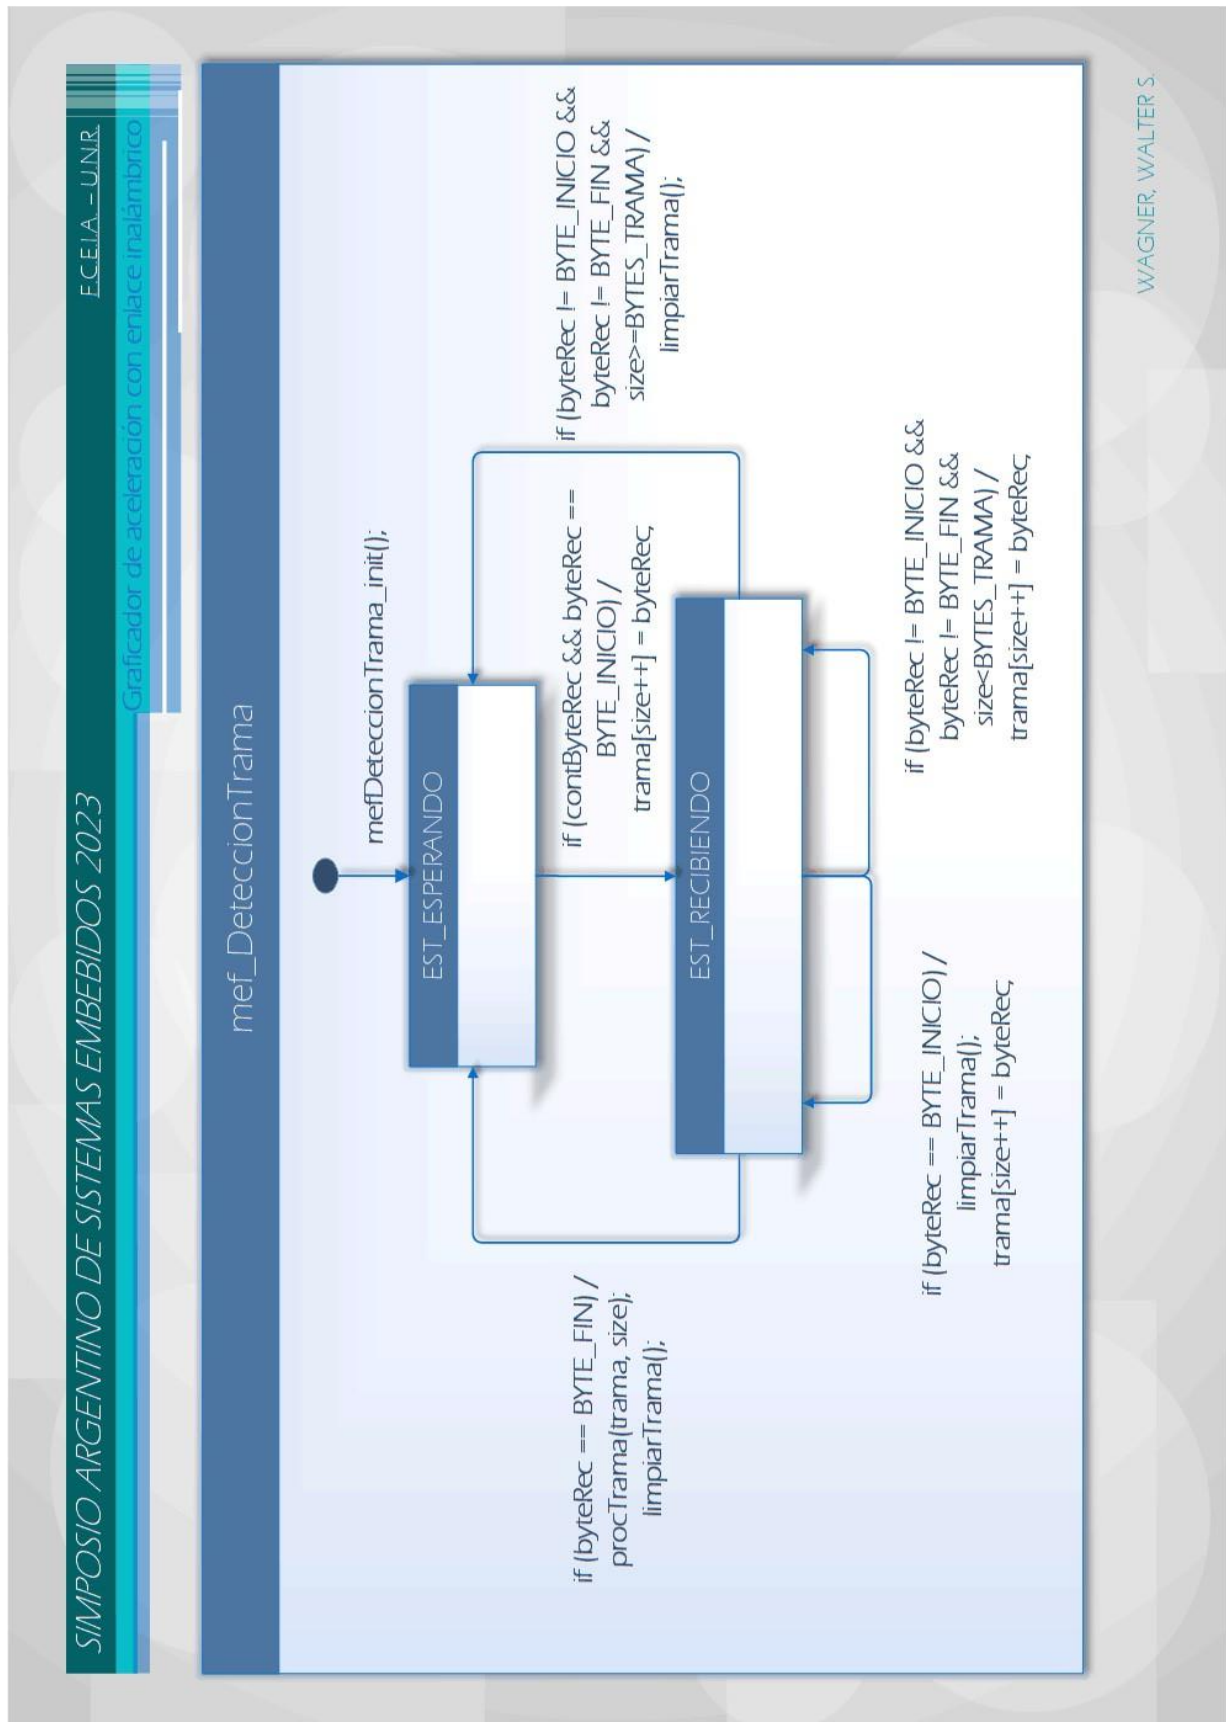 SIMPOSIO ARGENTINO DE SISTEMAS EMBEBIDOS 2023
F.C.E.I.A. – U.N.R.
Graficador de aceleración con enlace inalámbrico
mef_DeteccionTrama
mefDeteccionTrama_init();
EST_ESPERANDO
if (contByteRec && byteRec ==
BYTE_INICIO) /
trama[size++] = byteRec;
if (byteRec != BYTE_INICIO &&
byteRec != BYTE_FIN &&
size>=BYTES_TRAMA) /
limpiarTrama();
if (byteRec == BYTE_FIN) /
procTrama(trama, size);
limpiarTrama();
EST_RECIBIENDO
if (byteRec == BYTE_INICIO) /
limpiarTrama();
trama[size++] = byteRec;
if (byteRec != BYTE_INICIO &&
byteRec != BYTE_FIN &&
size<BYTES_TRAMA) /
trama[size++] = byteRec;
WAGNER, WALTER S.